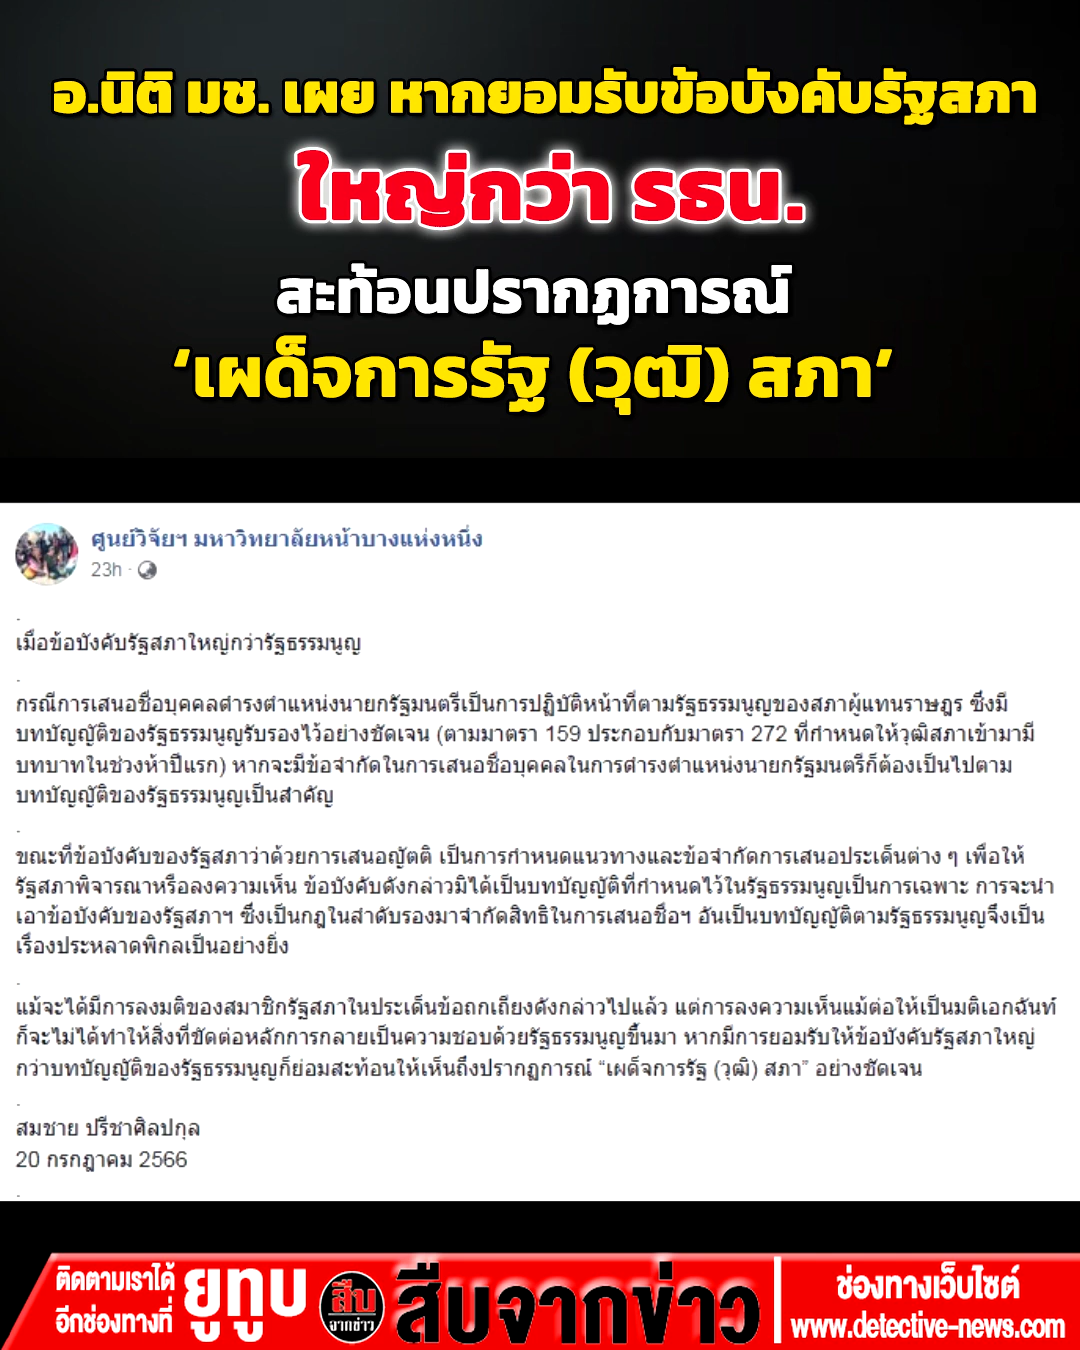 อ.นิติ มช. เผย หากยอมรับข้อบังคับรัฐสภา
ใหญ่กว่า รธน.
สะท้อนปรากฏการณ์
‘เผด็จการรัฐ (วุฒิ) สภา’
ศูนย์วิจัยฯ มหาวิทยาลัยหน้าบางแห่งหนึ่ง
23h ·
.
เมื่อข้อบังคับรัฐสภาใหญ่กว่ารัฐธรรมนูญ
.
กรณีการเสนอชื่อบุคคลดำรงตำแหน่งนายกรัฐมนตรีเป็นการปฏิบัติหน้าที่ตามรัฐธรรมนูญของสภาผู้แทนราษฎร ซึ่งมี
บทบัญญัติของรัฐธรรมนูญรับรองไว้อย่างชัดเจน (ตามมาตรา 159 ประกอบกับมาตรา 272 ที่กำหนดให้วุฒิสภาเข้ามามี
บทบาทในช่วงห้าปีแรก) หากจะมีข้อจำกัดในการเสนอชื่อบุคคลในการดำรงตำแหน่งนายกรัฐมนตรีก็ต้องเป็นไปตาม
บทบัญญัติของรัฐธรรมนูญเป็นสำคัญ
.
ขณะที่ข้อบังคับของรัฐสภาว่าด้วยการเสนอญัตติ เป็นการกำหนดแนวทางและข้อจำกัดการเสนอประเด็นต่าง ๆ เพื่อให้
รัฐสภาพิจารณาหรือลงความเห็น ข้อบังคับดังกล่าวมิได้เป็นบทบัญญัติที่กำหนดไว้ในรัฐธรรมนูญเป็นการเฉพาะ การจะนำ
เอาข้อบังคับของรัฐสภาฯ ซึ่งเป็นกฎในลำดับรองมาจำกัดสิทธิในการเสนอชื่อฯ อันเป็นบทบัญญัติตามรัฐธรรมนูญจึงเป็น
เรื่องประหลาดพิกลเป็นอย่างยิ่ง
.
แม้จะได้มีการลงมติของสมาชิกรัฐสภาในประเด็นข้อถกเถียงดังกล่าวไปแล้ว แต่การลงความเห็นแม้ต่อให้เป็นมติเอกฉันท์
ก็จะไม่ได้ทำให้สิ่งที่ขัดต่อหลักการกลายเป็นความชอบด้วยรัฐธรรมนูญขึ้นมา หากมีการยอมรับให้ข้อบังคับรัฐสภาใหญ่
กว่าบทบัญญัติของรัฐธรรมนูญก็ย่อมสะท้อนให้เห็นถึงปรากฏการณ์ “เผด็จการรัฐ (วุฒิ) สภา” อย่างชัดเจน
.
สมชาย ปรีชาศิลปกุล
20 กรกฎาคม 2566
.
ติดตามเราได้
อีกช่องทางที่
ยูทูบ
สืบ
จากข่าว
สืบจากข่าว
ช่องทางเว็บไซต์
www.detective-news.com